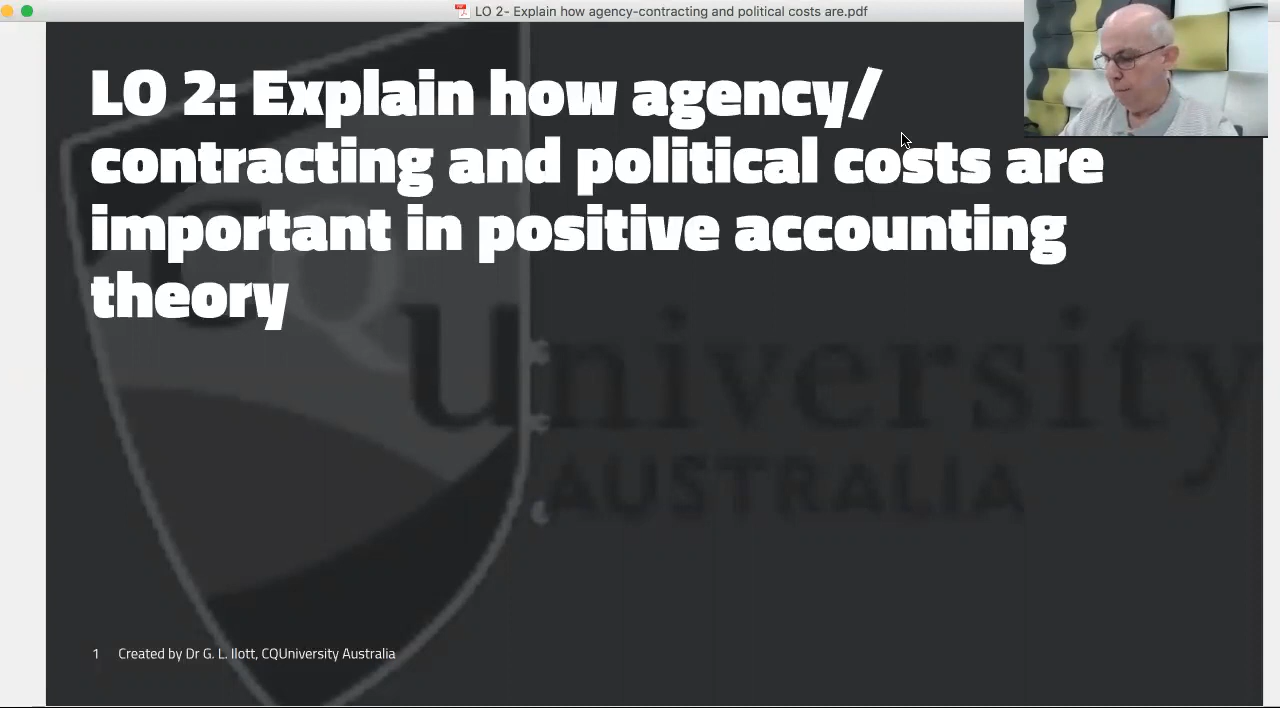 LO 2- Explain how agency-contracting and political costs are.pdf
LO 2: Explain how agency/
contracting and political costs are
important in positive accounting
theory
CQ
University
AUSTRALIA
1 Created by Dr G. L. Ilott, CQUniversity Australia